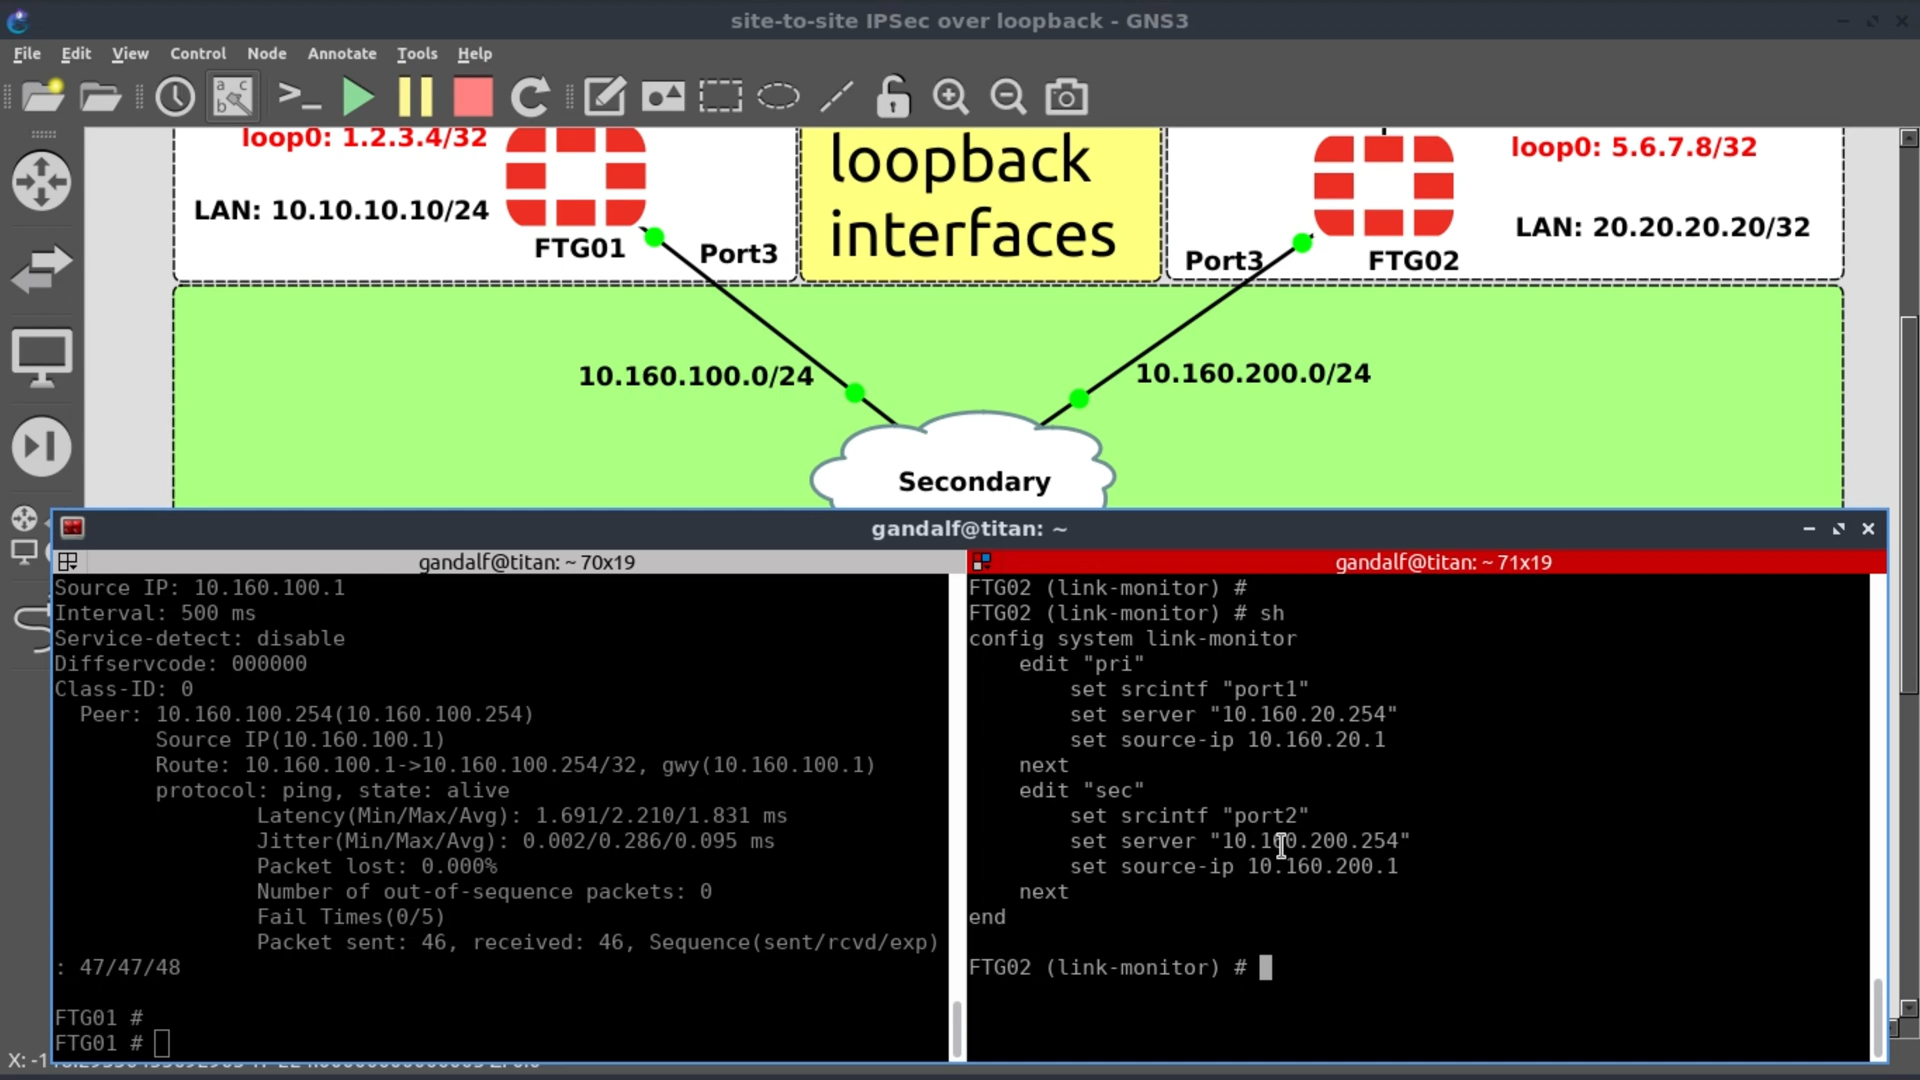 site-to-site IPSec over loopback - GNS3
File Edit View Control Node Annotate Tools Help
loop0: 1.2.3.4/32
LAN: 10.10.10.10/24
FTG01
Port3
loopback
interfaces
loop0: 5.6.7.8/32
LAN: 20.20.20.20/32
Port3
FTG02
10.160.100.0/24
10.160.200.0/24
Secondary
gandalf@titan: ~
gandalf@titan: ~ 70x19
Source IP: 10.160.100.1
Interval: 500 ms
Service-detect: disable
Diffservcode: 000000
Class-ID: 0
Peer: 10.160.100.254(10.160.100.254)
Source IP(10.160.100.1)
Route: 10.160.100.1->10.160.100.254/32, gwy(10.160.100.1)
protocol: ping, state: alive
Latency(Min/Max/Avg): 1.691/2.210/1.831 ms
Jitter(Min/Max/Avg): 0.002/0.286/0.095 ms
Packet lost: 0.000%
Number of out-of-sequence packets: 0
Fail Times(0/5)
Packet sent: 46, received: 46, Sequence(sent/rcvd/exp)
: 47/47/48
FTG01 #
FTG01 #
gandalf@titan: ~ 71x19
FTG02 (link-monitor) #
FTG02 (link-monitor) # sh
config system link-monitor
edit "pri"
set srcintf "port1"
set server "10.160.20.254"
set source-ip 10.160.20.1
next
edit "sec"
set srcintf "port2"
set server "10.160.200.254"
set source-ip 10.160.200.1
next
end
FTG02 (link-monitor) #
X: